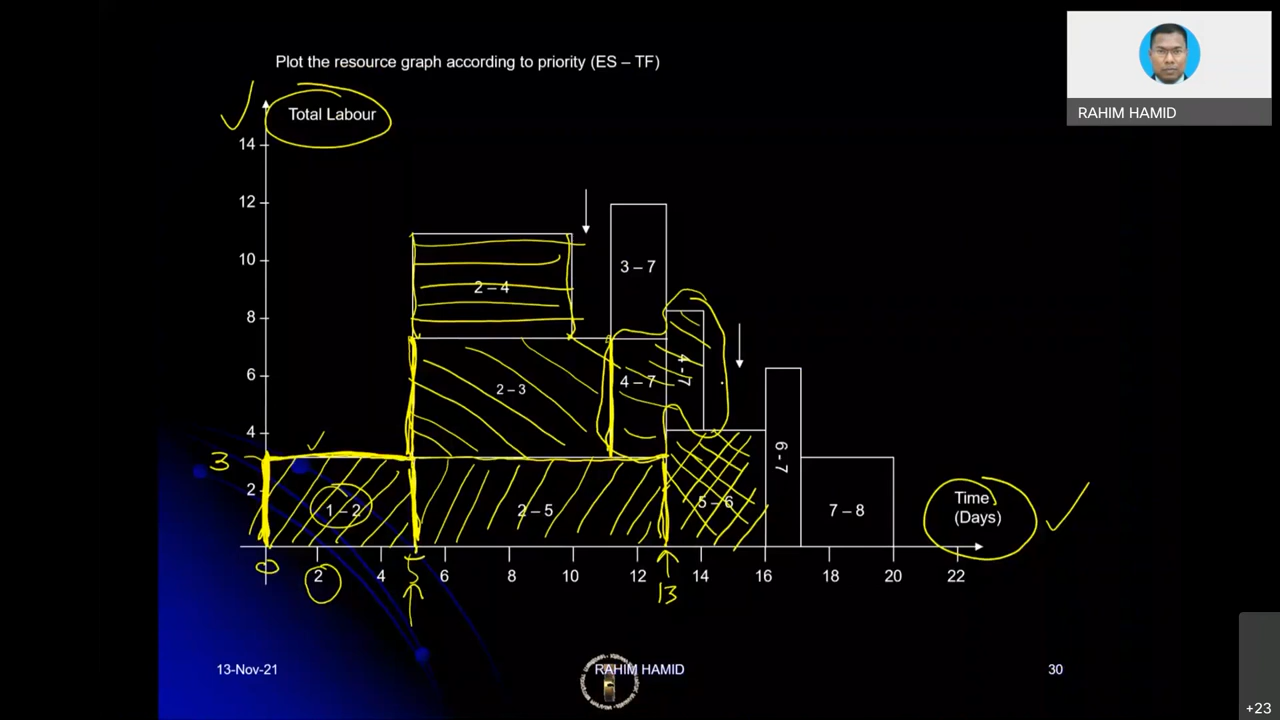 Plot the resource graph according to priority (ES – TF)
Total Labour
RAHIM HAMID
14
12
10
3 – 7
2 – 4
8
4 - 7
6
4 – 7
2 – 3
4
3
6 - 7
2
Time
(Days)
1 – 2
2 – 5
5 – 6
7 – 8
0
2
4
5
6
8
10
12
14
16
18
20
22
13
13-Nov-21
RAHIM HAMID
30
+23